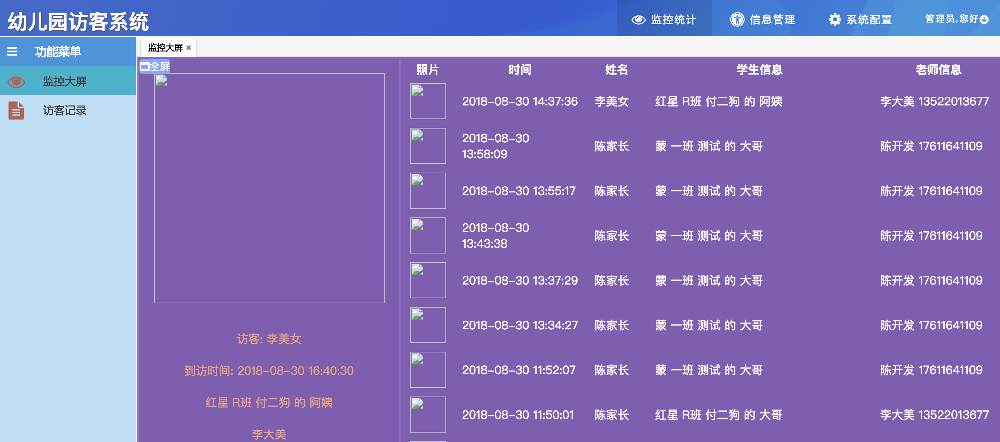 幼儿园访客系统
监控统计
信息管理
系统配置
管理员,您好
功能菜单
监控大屏
访客记录
监控大屏
全屏
访客: 李美女
到访时间: 2018-08-30 16:40:30
红星 R班 付二狗 的 阿姨
李大美
照片 时间 姓名 学生信息 老师信息
2018-08-30 14:37:36 李美女 红星 R班 付二狗 的 阿姨 李大美 13522013677
2018-08-30
13:58:09 陈家长 蒙 一班 测试 的 大哥 陈开发 17611641109
2018-08-30 13:55:17 陈家长 蒙 一班 测试 的 大哥 陈开发 17611641109
2018-08-30
13:43:38 陈家长 蒙 一班 测试 的 大哥 陈开发 17611641109
2018-08-30 13:37:29 陈家长 蒙 一班 测试 的 大哥 陈开发 17611641109
2018-08-30 13:34:27 陈家长 蒙 一班 测试 的 大哥 陈开发 17611641109
2018-08-30 11:52:07 陈家长 蒙 一班 测试 的 大哥 陈开发 17611641109
2018-08-30 11:50:01 陈家长 红星 R班 付二狗 的 大哥 李大美 13522013677